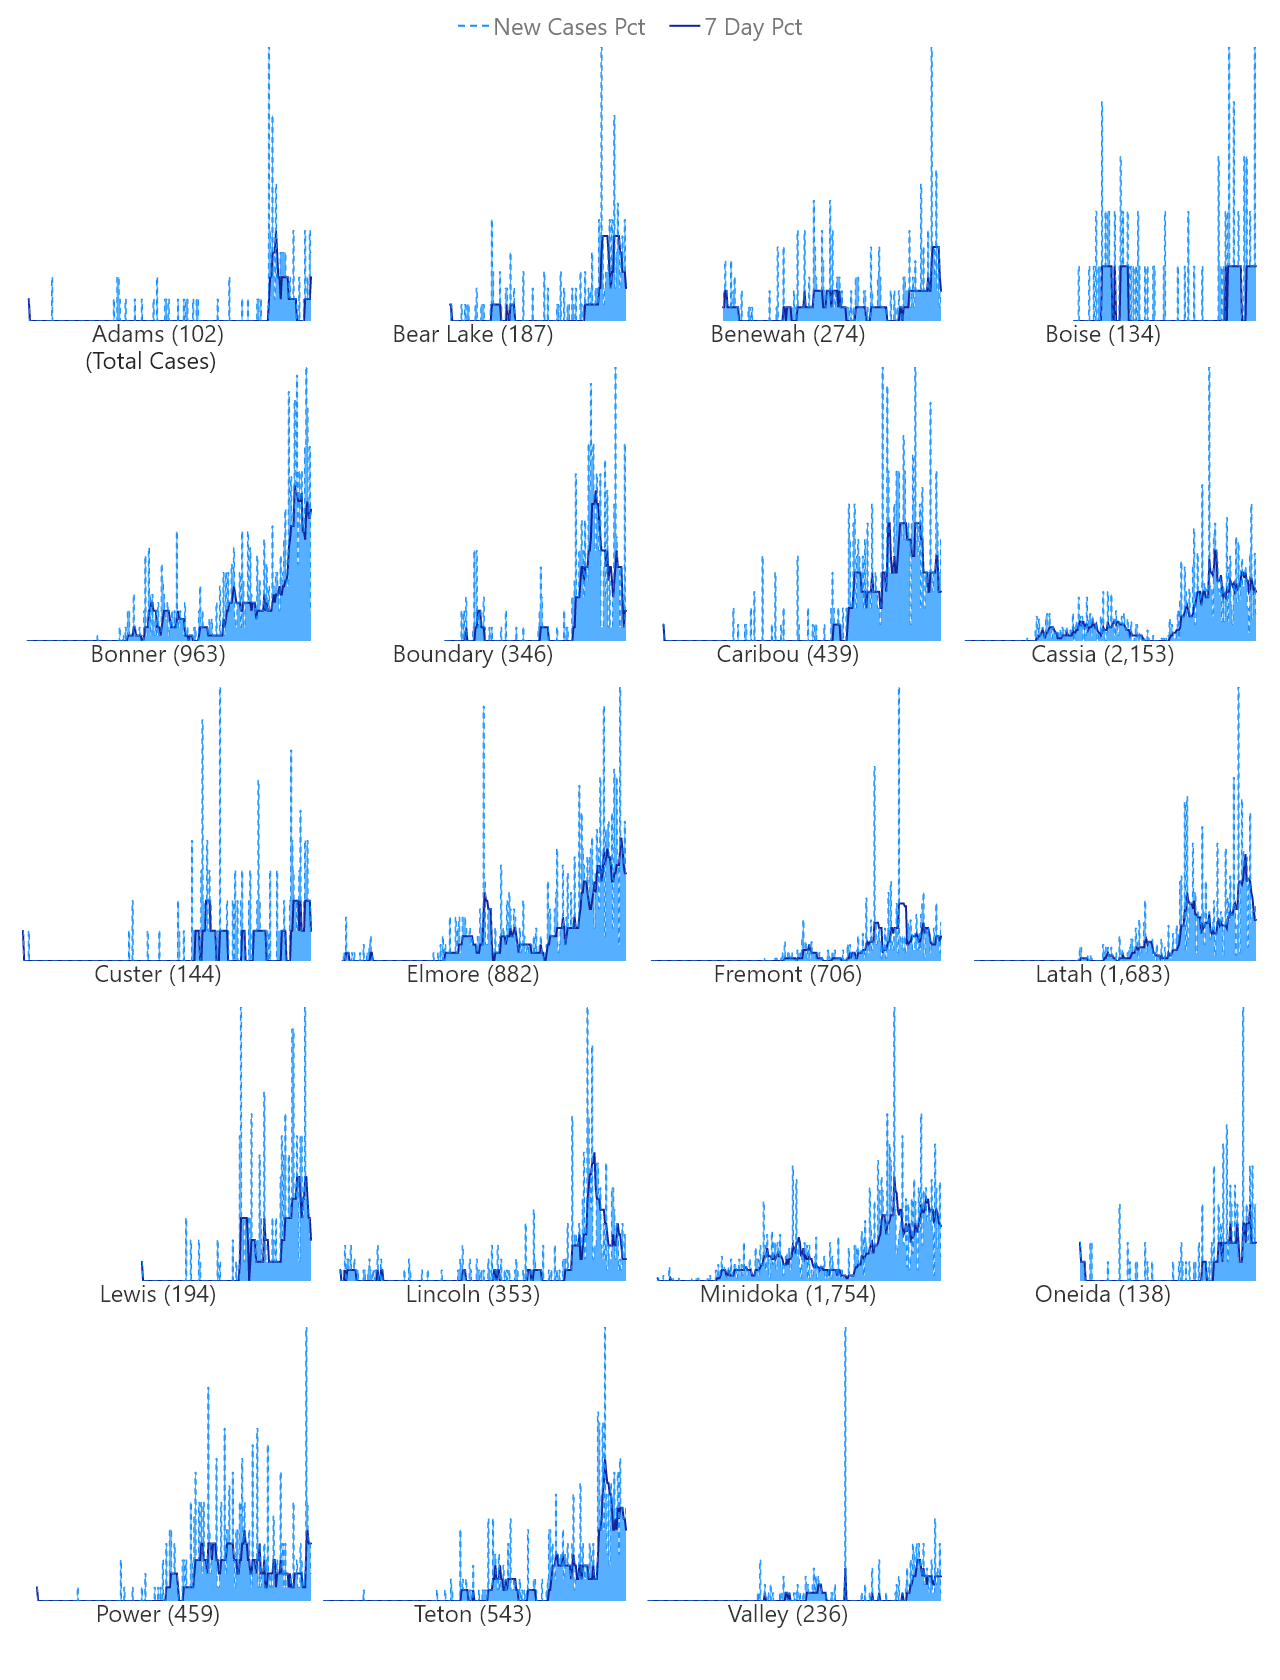 New Cases Pct 7 Day Pct
Adams (102) Bear Lake (187) Benewah (274) Boise (134)
(Total Cases)
Bonner (963) Boundary (346) Caribou (439) Cassia (2,153)
Custer (144) Elmore (882) Fremont (706) Latah (1,683)
Lewis (194) Lincoln (353) Minidoka (1,754) Oneida (138)
Power (459) Teton (543) Valley (236)